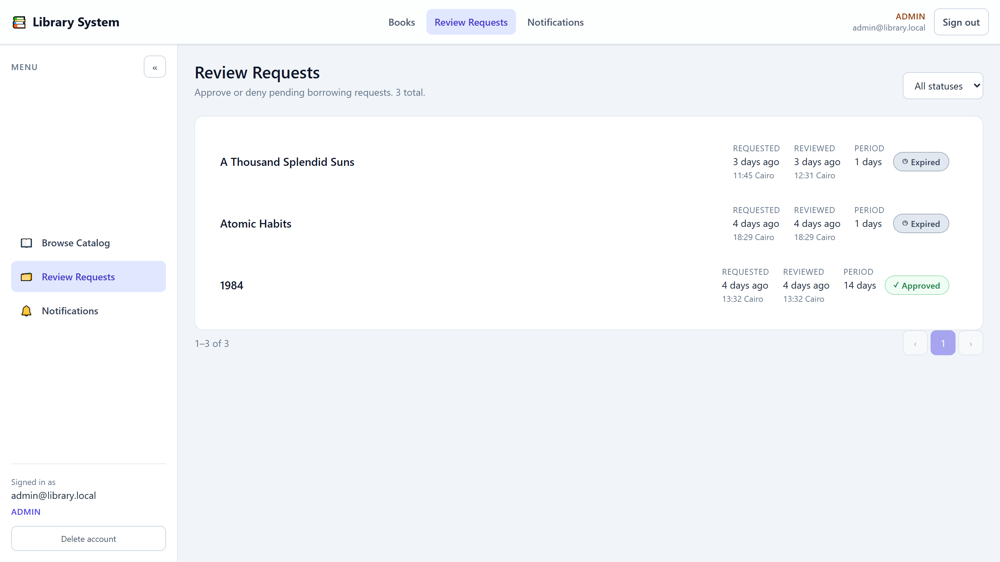 Library System
Books
Review Requests
Notifications
ADMIN
admin@library.local
Sign out
MENU
«
Browse Catalog
Review Requests
Notifications
Signed in as
admin@library.local
ADMIN
Delete account
Review Requests
Approve or deny pending borrowing requests. 3 total.
All statuses
A Thousand Splendid Suns
REQUESTED REVIEWED PERIOD
3 days ago 3 days ago 1 days
11:45 Cairo 12:31 Cairo
Expired
Atomic Habits
REQUESTED REVIEWED PERIOD
4 days ago 4 days ago 1 days
18:29 Cairo 18:29 Cairo
Expired
1984
REQUESTED REVIEWED PERIOD
4 days ago 4 days ago 14 days
13:32 Cairo 13:32 Cairo
✓ Approved
1–3 of 3
‹ 1 ›